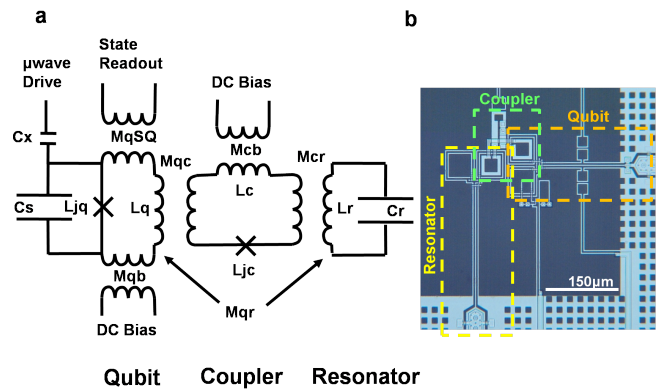 a
b
State
Readout
μwave
Drive
DC Bias
Cx
MqSQ
Mcb
Mqc
Mcr
Cs
Ljq
Lq
Lc
Lr
Cr
Ljc
Mqb
Mqr
DC Bias
Qubit
Coupler
Resonator
Coupler
Qubit
Resonator
150μm